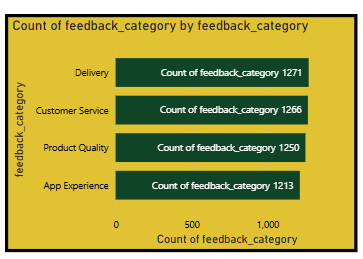 Count of feedback_category by feedback_category
feedback_category
Delivery
Count of feedback_category 1271
Customer Service
Count of feedback_category 1266
Product Quality
Count of feedback_category 1250
App Experience
Count of feedback_category 1213
0 500 1,000
Count of feedback_category